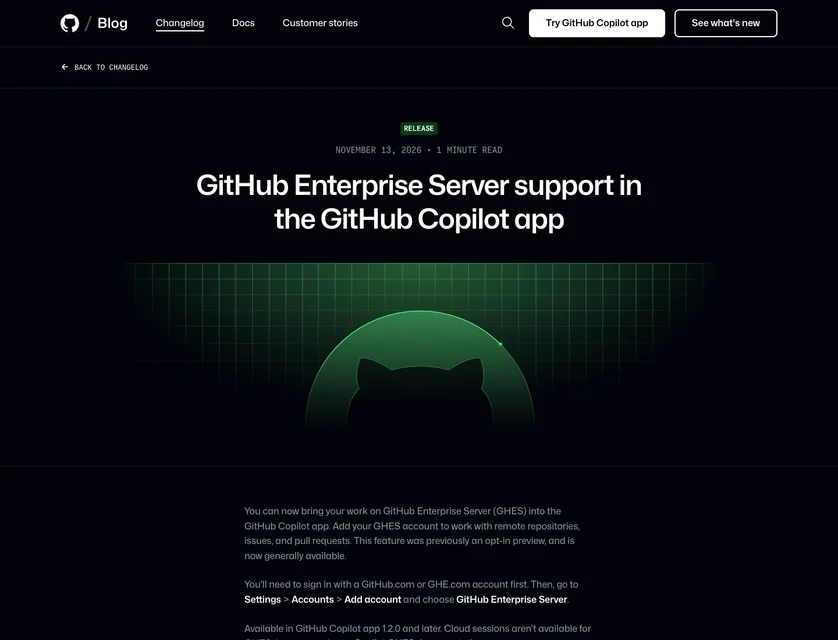 / Blog
Changelog
Docs
Customer stories
Try GitHub Copilot app
See what's new
← BACK TO CHANGELOG
RELEASE
NOVEMBER 13, 2026 • 1 MINUTE READ
GitHub Enterprise Server support in
the GitHub Copilot app
You can now bring your work on GitHub Enterprise Server (GHES) into the
GitHub Copilot app. Add your GHES account to work with remote repositories,
issues, and pull requests. This feature was previously an opt-in preview, and is
now generally available.
You'll need to sign in with a GitHub.com or GHE.com account first. Then, go to
Settings > Accounts > Add account and choose GitHub Enterprise Server.
Available in GitHub Copilot app 1.2.0 and later. Cloud sessions aren't available for